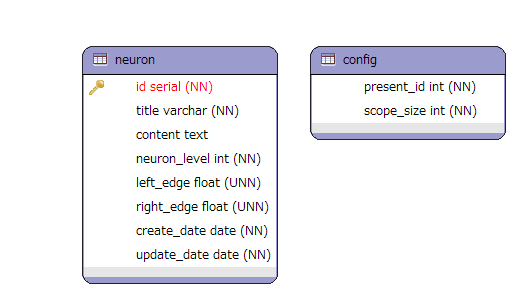 neuron
id serial (NN)
title varchar (NN)
content text
neuron_level int (NN)
left_edge float (UNN)
right_edge float (UNN)
create_date date (NN)
update_date date (NN)
config
present_id int (NN)
scope_size int (NN)